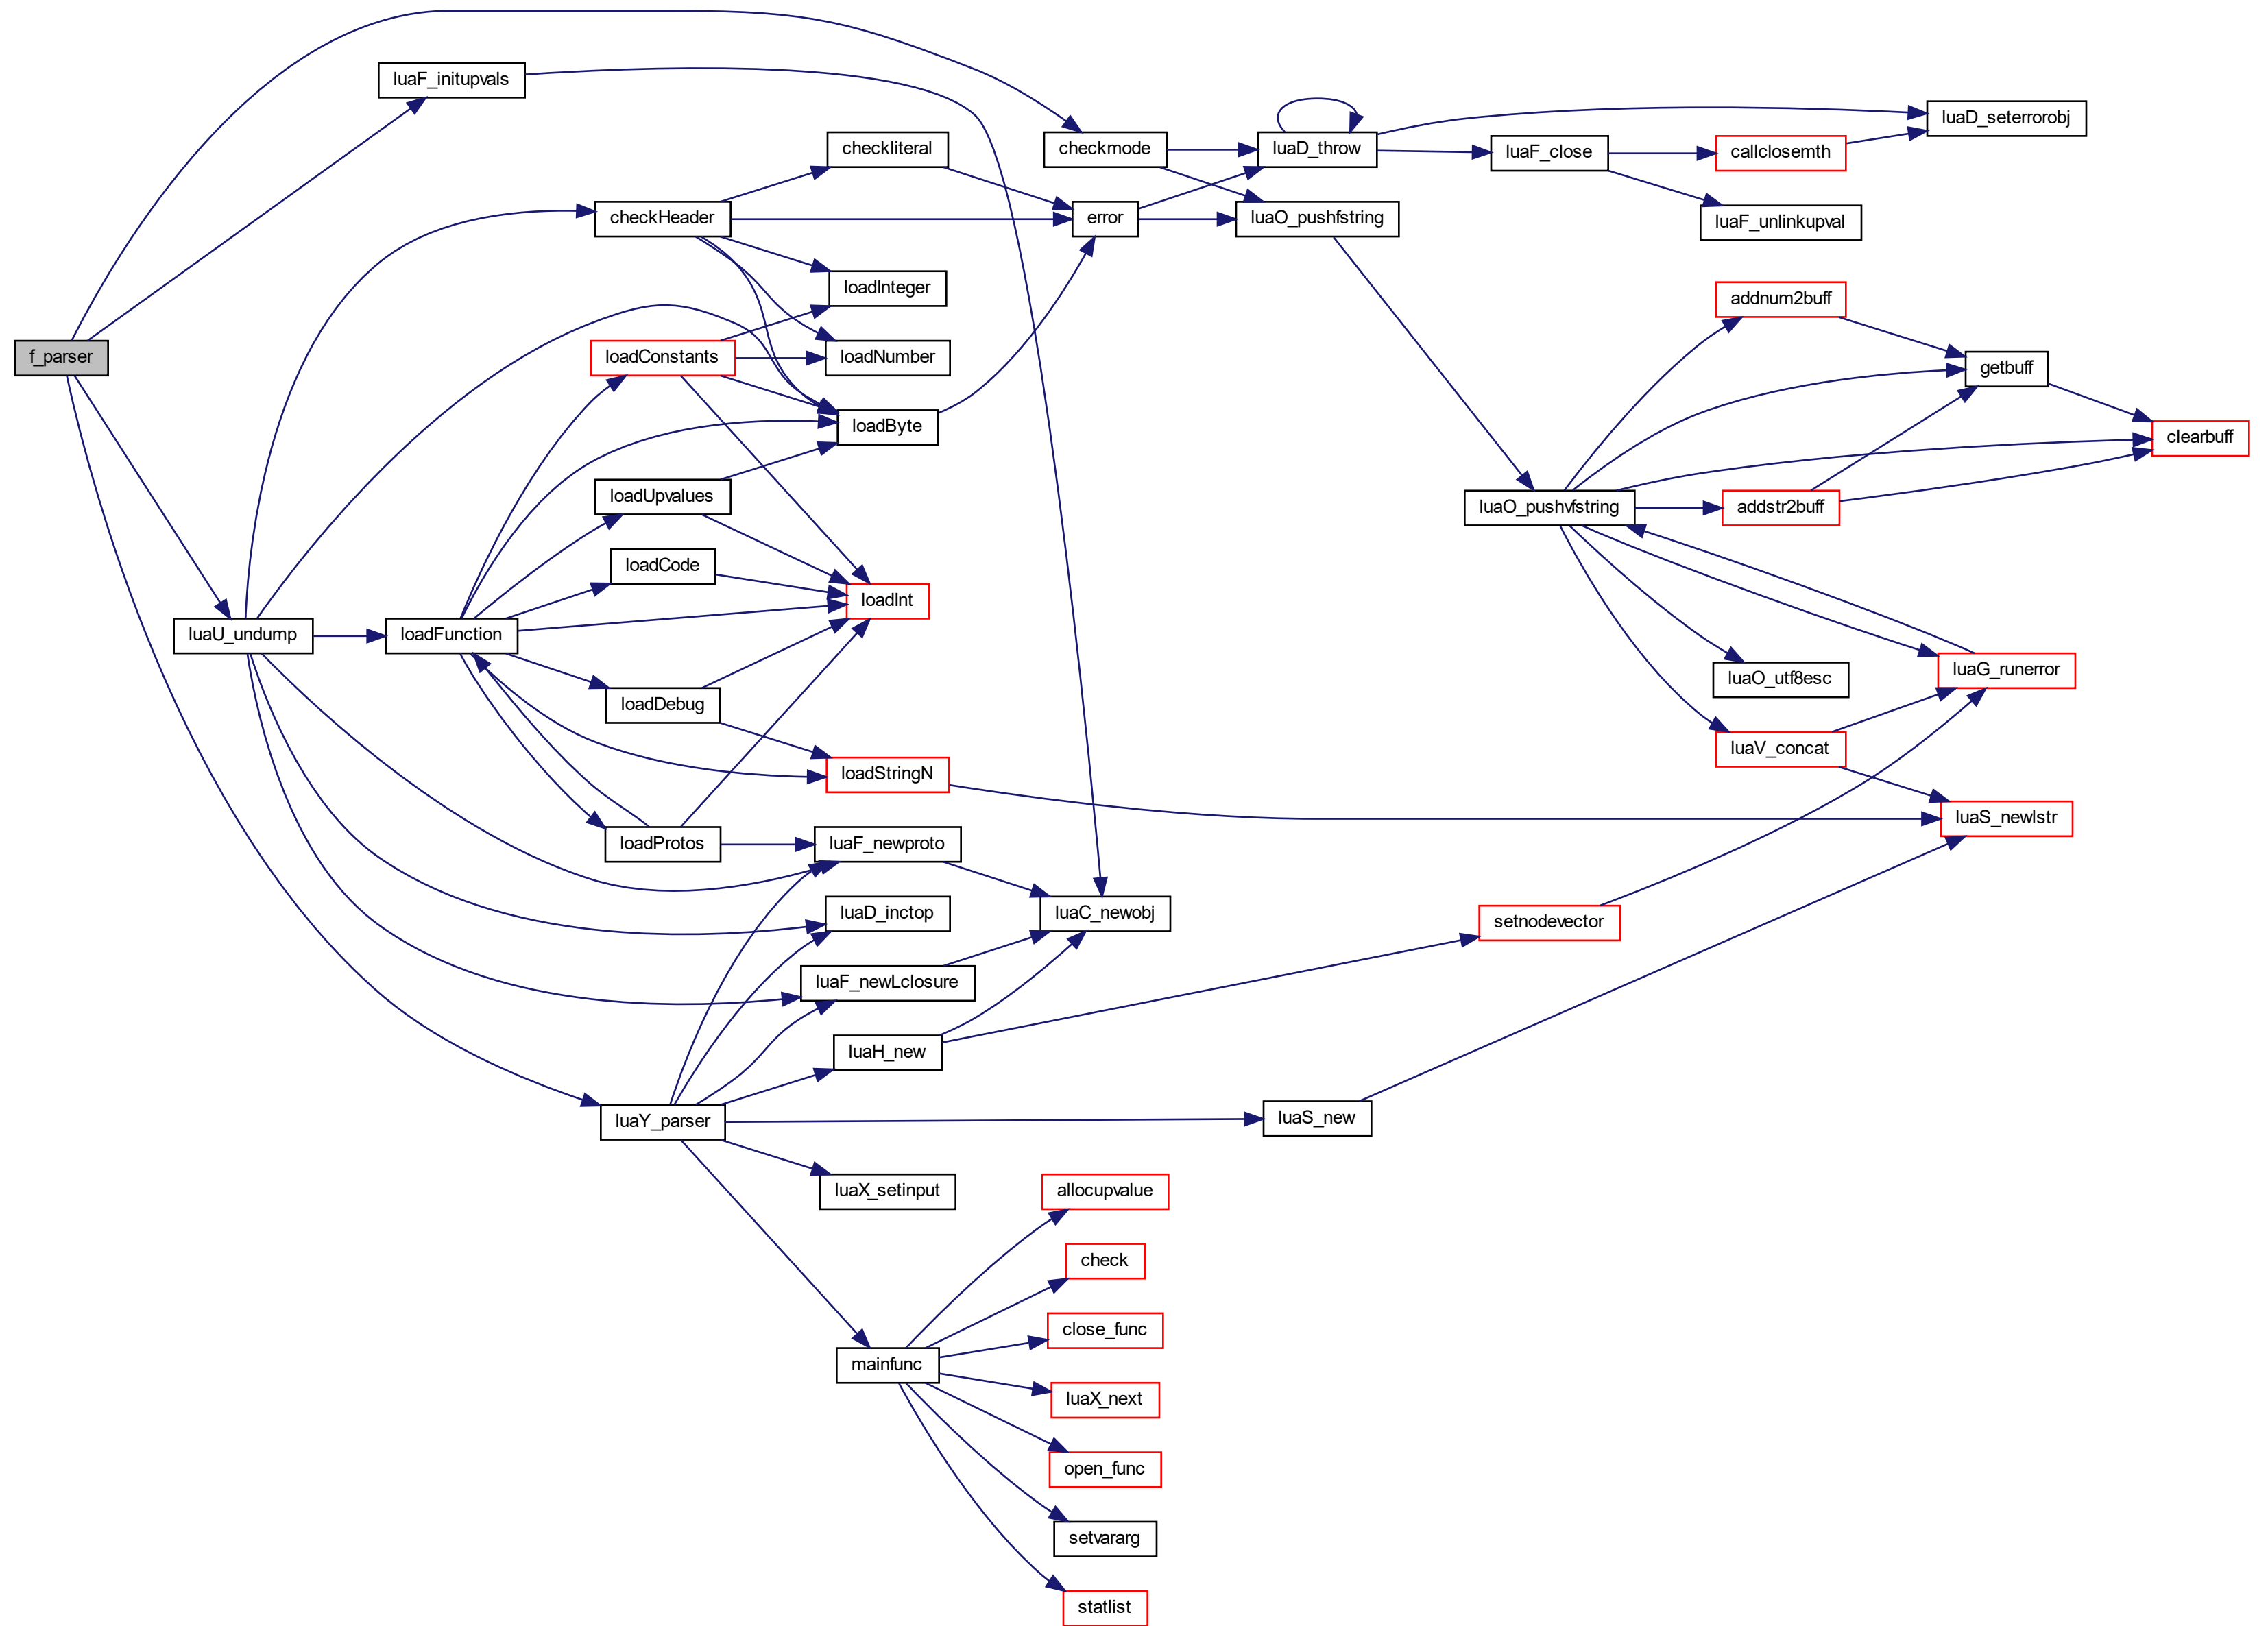 f_parser
luaF_initupvals
luaU_undump
checkHeader
loadConstants
loadUpvalues
loadCode
loadFunction
loadDebug
loadProtos
luaY_parser
checkliteral
loadInteger
loadNumber
loadByte
loadInt
loadStringN
luaF_newproto
luaD_inctop
luaF_newLclosure
luaH_new
luaX_setinput
mainfunc
checkmode
error
luaC_newobj
allocupvalue
check
close_func
luaX_next
open_func
setvararg
statlist
luaD_throw
luaO_pushfstring
luaS_new
luaF_close
luaO_pushvfstring
setnodevector
callclosemth
luaF_unlinkupval
addnum2buff
addstr2buff
luaO_utf8esc
luaV_concat
luaD_seterrorobj
getbuff
luaG_runerror
luaS_newlstr
clearbuff